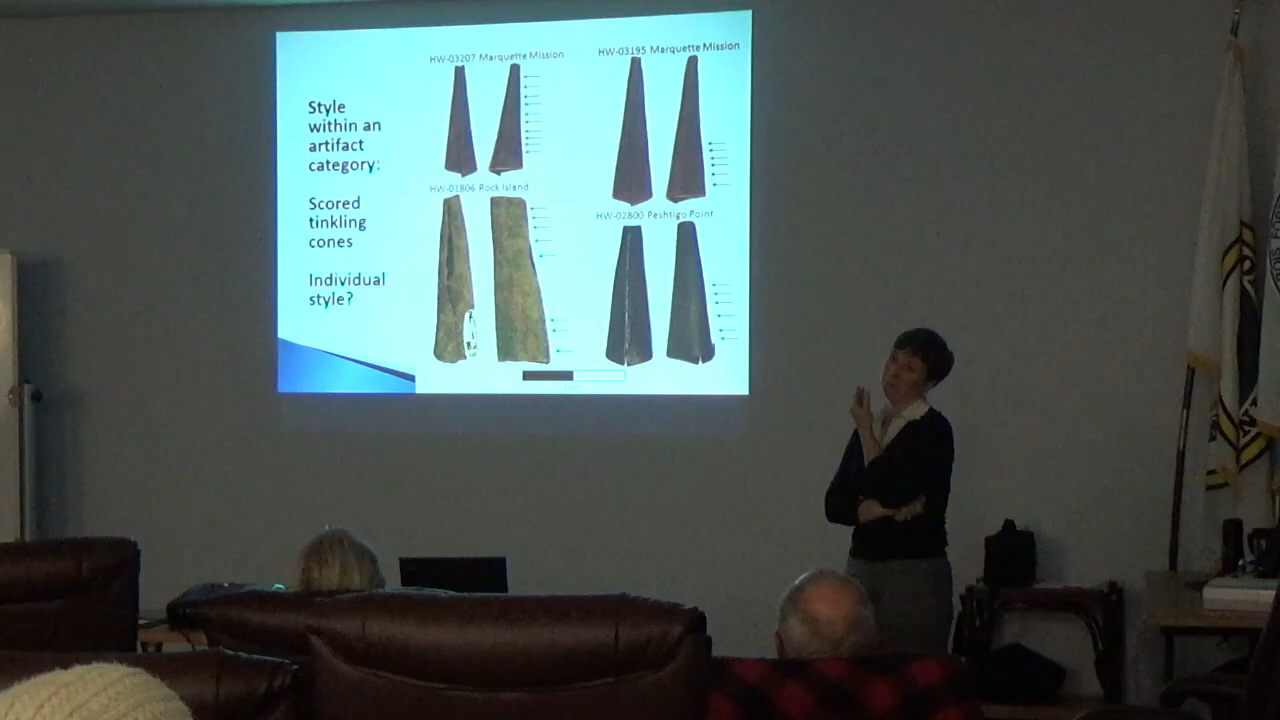 Style
within an
artifact
category:
Scored
tinkling
cones
Individual
style?
HW-03207 Marquette Mission
HW-03195 Marquette Mission
HW-01806 Rock Island
HW-02800 Peshtigo Point